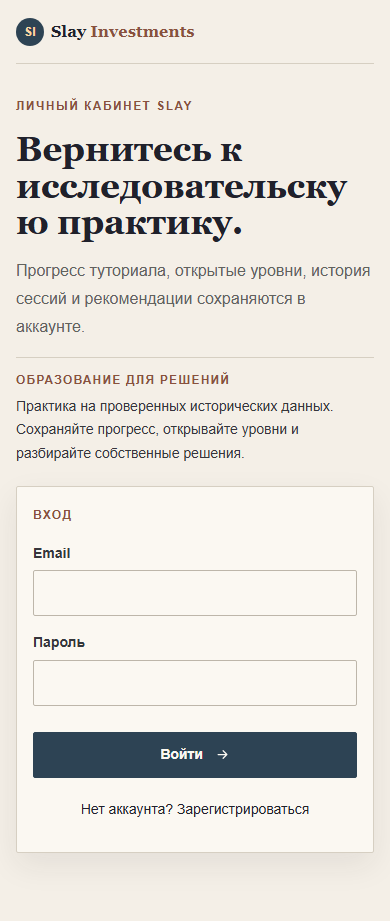 SI Slay Investments
ЛИЧНЫЙ КАБИНЕТ SLAY
Вернитесь к
исследовательску
ю практику.
Прогресс туториала, открытые уровни, история
сессий и рекомендации сохраняются в
аккаунте.
ОБРАЗОВАНИЕ ДЛЯ РЕШЕНИЙ
Практика на проверенных исторических данных.
Сохраняйте прогресс, открывайте уровни и
разбирайте собственные решения.
ВХОД
Email
Пароль
Войти →
Нет аккаунта? Зарегистрироваться